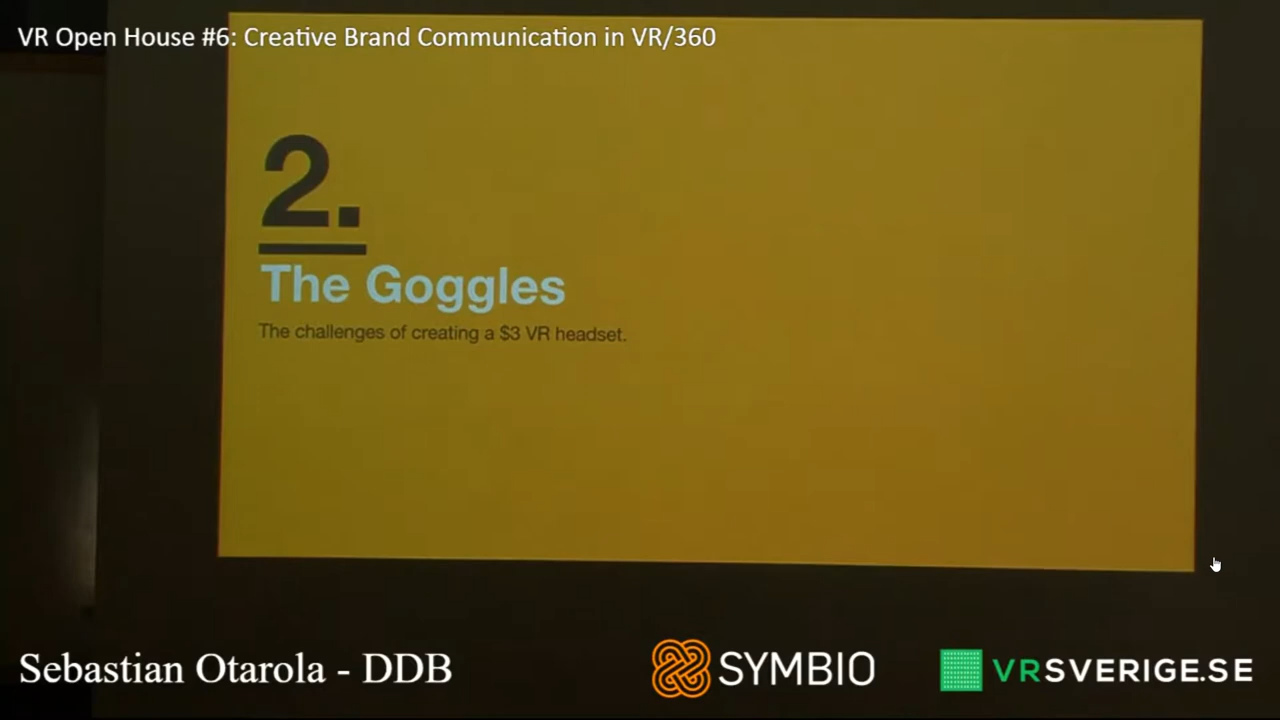 VR Open House #6: Creative Brand Communication in VR/360
2.
The Goggles
The challenges of creating a $3 VR headset.
Sebastian Otarola - DDB
SYMBIO
VRSVERIGE.SE